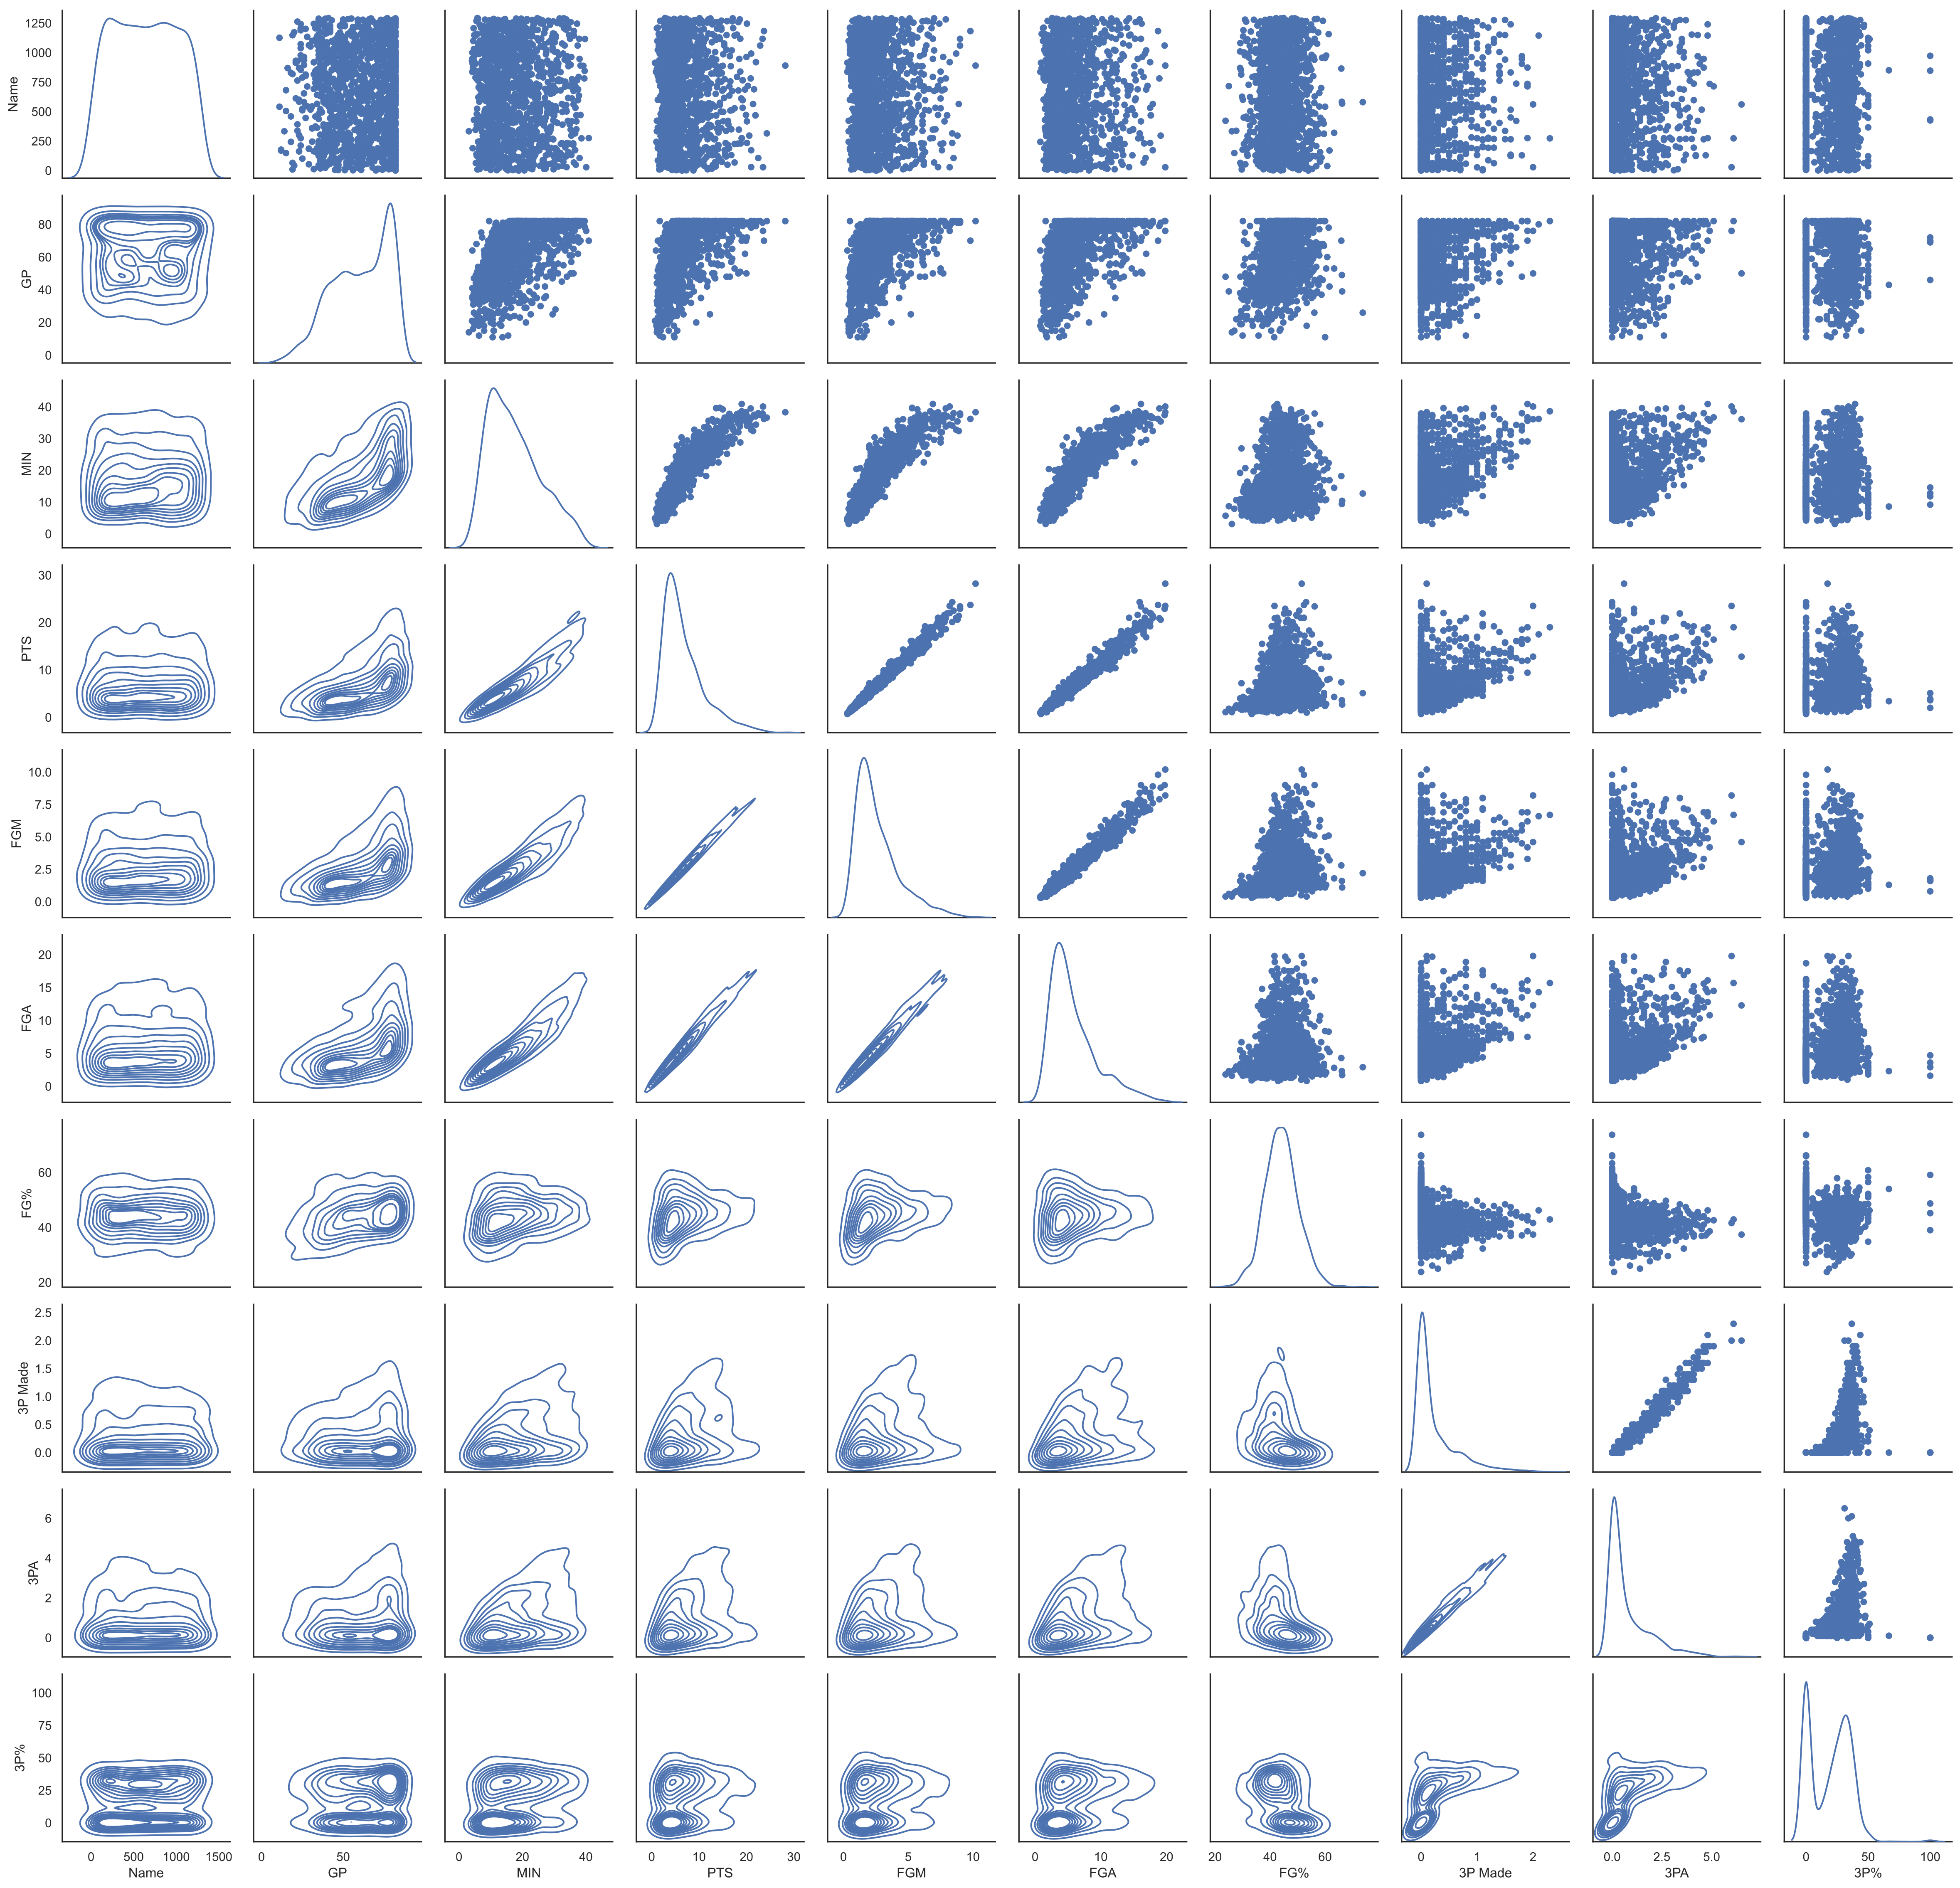 1250
1000
750
500
250
0
Name
80
60
40
20
0
GP
40
30
20
10
0
MIN
30
20
10
0
PTS
10.0
7.5
5.0
2.5
0.0
FGM
20
15
10
5
0
FGA
60
40
20
FG%
2.5
2.0
1.5
1.0
0.5
0.0
3P Made
6
4
2
0
3PA
100
75
50
25
0
3P%
0 500 1000 1500
0 50
0 20 40
0 10 20 30
0 5 10
0 10 20
20 40 60
0 1 2
0.0 2.5 5.0
0 50 100
Name GP MIN PTS FGM FGA FG% 3P Made 3PA 3P%